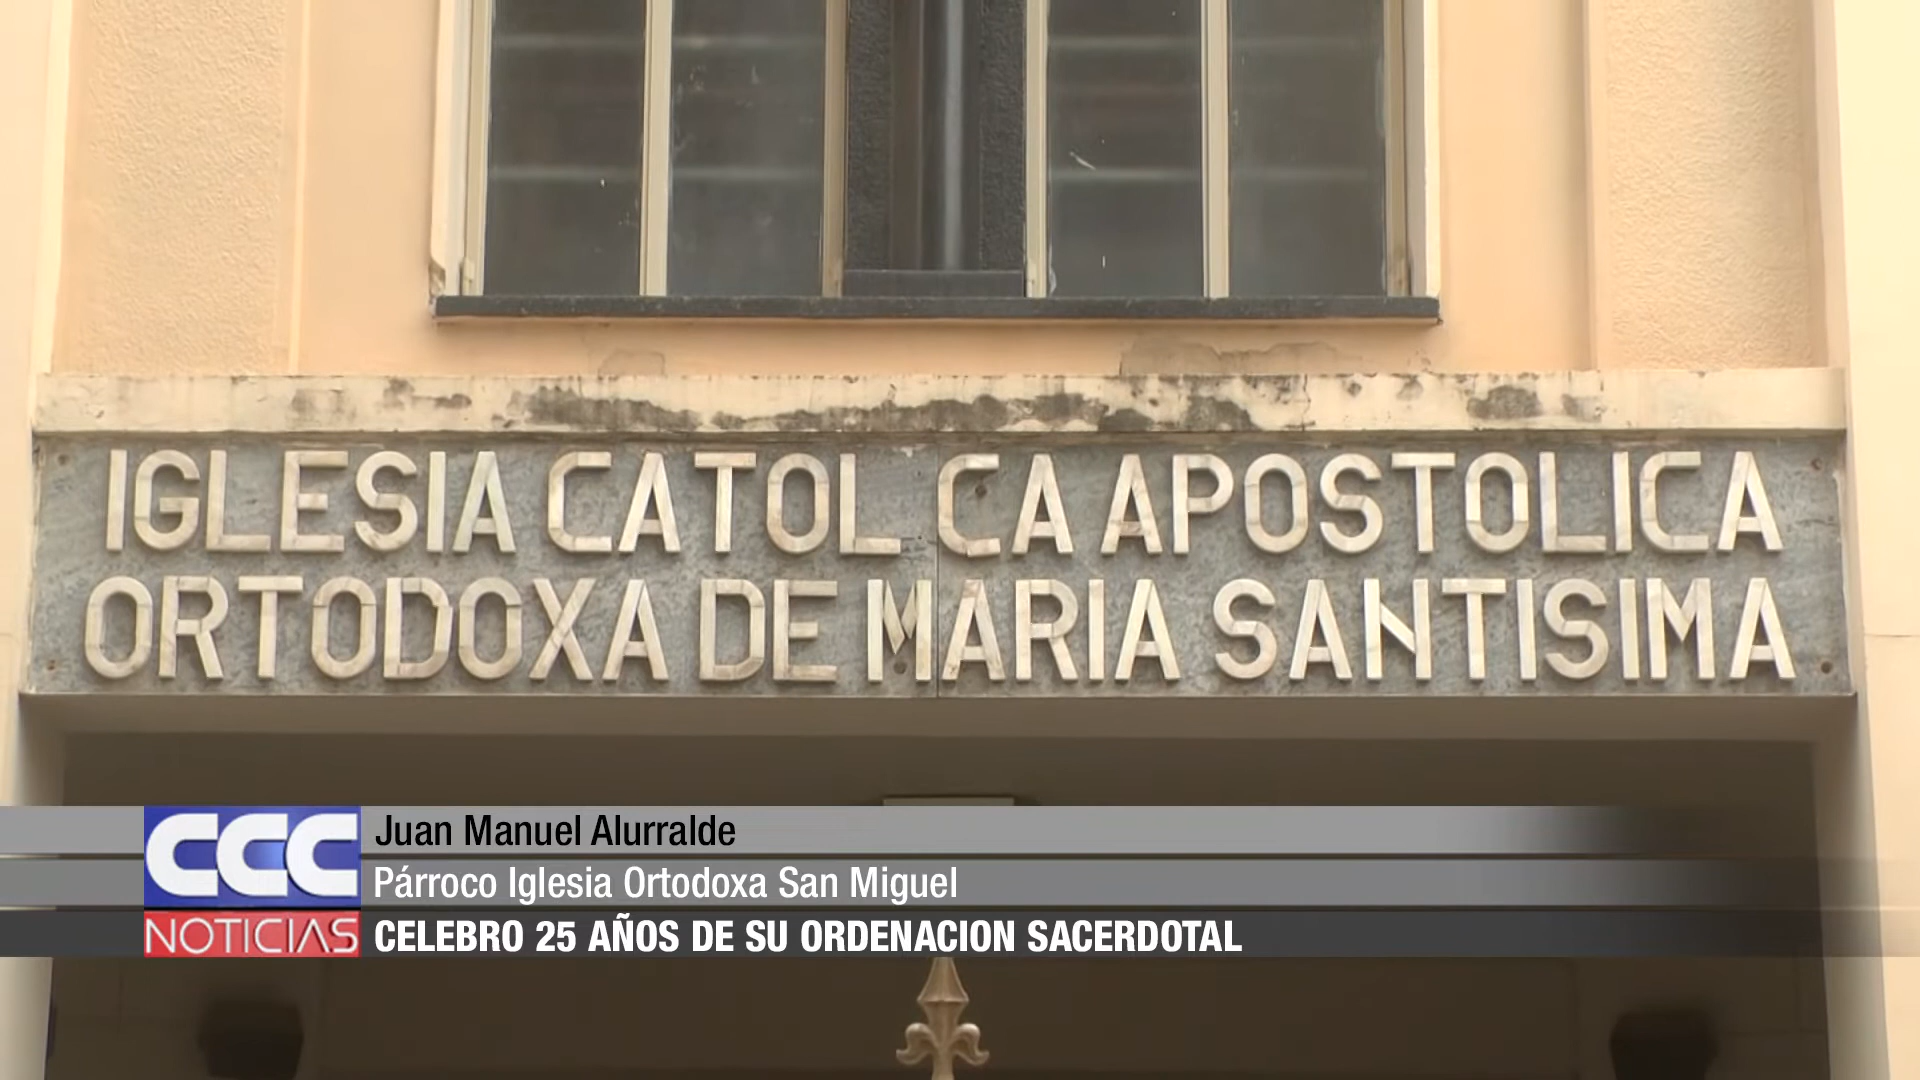 IGLESIA CATOL CA APOSTOLICA
ORTODOXA DE MARIA SANTISIMA
Juan Manuel Alurralde
Párroco Iglesia Ortodoxa San Miguel
CCC
NOTICIAS
CELEBRO 25 AÑOS DE SU ORDENACION SACERDOTAL